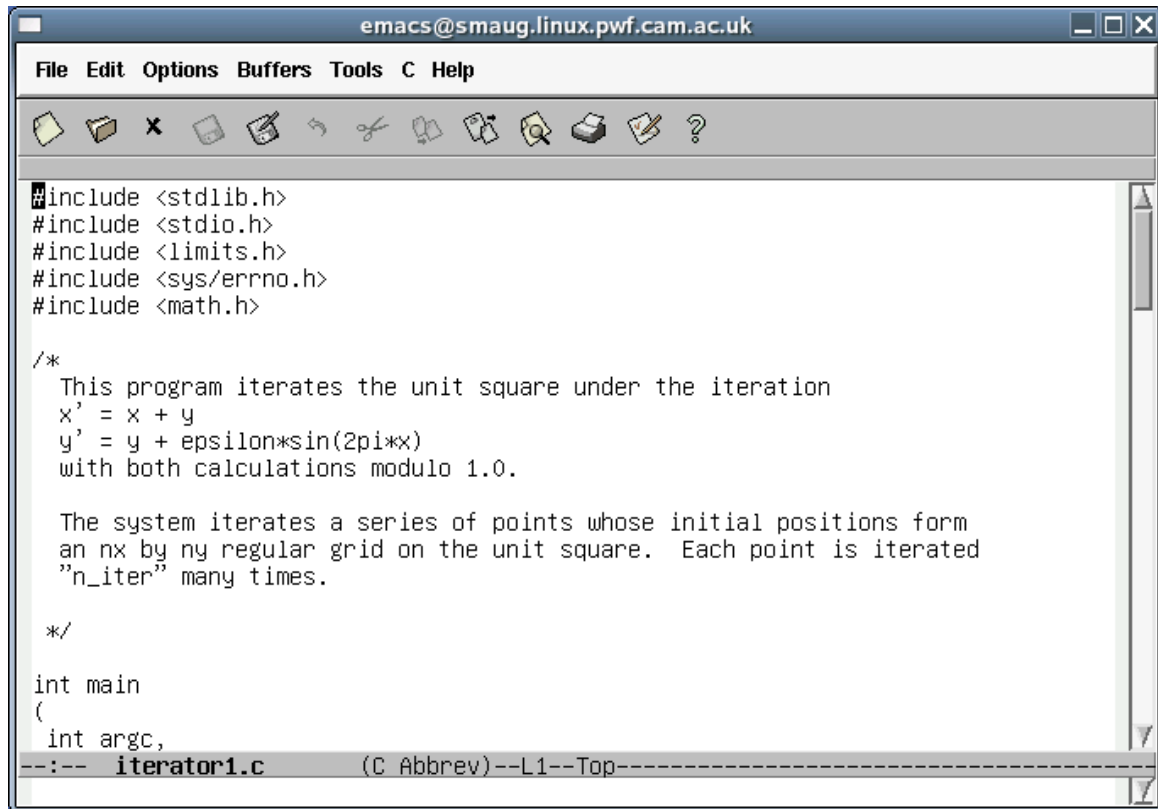 emacs@smaug.linux.pwf.cam.ac.uk
File Edit Options Buffers Tools C Help
#include <stdlib.h>
#include <stdio.h>
#include <limits.h>
#include <sys/errno.h>
#include <math.h>
/*
This program iterates the unit square under the iteration
x' = x + y
y' = y + epsilon*sin(2pi*x)
with both calculations modulo 1.0.
The system iterates a series of points whose initial positions form
an nx by ny regular grid on the unit square.  Each point is iterated
"n_iter" many times.
*/
int main
(
int argc,
--:--  iterator1.c      (C Abbrev)--L1--Top----------------------------------------